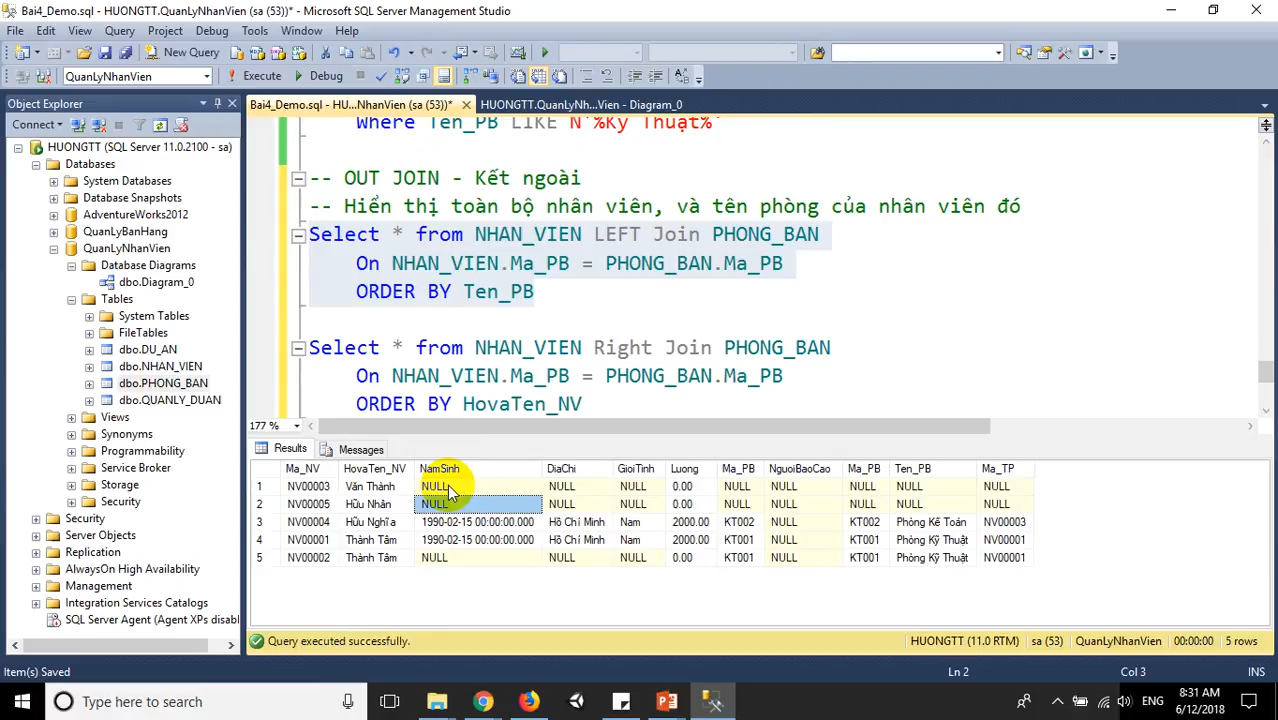 Bai4_Demo.sql - HUONGTT.QuanLyNhanVien (sa (53))* - Microsoft SQL Server Management Studio
File Edit View Query Project Debug Tools Window Help
New Query
QuanLyNhanVien Execute Debug
Object Explorer
Bai4_Demo.sql - HU...NhanVien (sa (53))* HUONGTT.QuanLyNh...Vien - Diagram_0
Connect
HUONGTT (SQL Server 11.0.2100 - sa)
Databases
System Databases
Database Snapshots
AdventureWorks2012
QuanLyBanHang
QuanLyNhanVien
Database Diagrams
dbo.Diagram_0
Tables
System Tables
FileTables
dbo.DU_AN
dbo.NHAN_VIEN
dbo.PHONG_BAN
dbo.QUANLY_DUAN
Views
Synonyms
Programmability
Service Broker
Storage
Security
Security
Server Objects
Replication
AlwaysOn High Availability
Management
Integration Services Catalogs
SQL Server Agent (Agent XPs disabl
Where Ten_PB LIKE N'%Kỹ Thuật%'
-- OUT JOIN - Kết ngoài
-- Hiển thị toàn bộ nhân viên, và tên phòng của nhân viên đó
Select * from NHAN_VIEN LEFT Join PHONG_BAN
On NHAN_VIEN.Ma_PB = PHONG_BAN.Ma_PB
ORDER BY Ten_PB
Select * from NHAN_VIEN Right Join PHONG_BAN
On NHAN_VIEN.Ma_PB = PHONG_BAN.Ma_PB
ORDER BY HovaTen_NV
177 %
Results Messages
Ma_NV HovaTen_NV NamSinh DiaChi GioiTinh Luong Ma_PB NguoiBaoCao Ma_PB Ten_PB Ma_TP
1 NV00003 Văn Thành NULL NULL NULL 0.00 NULL NULL NULL NULL NULL
2 NV00005 Hữu Nhân NULL NULL NULL 0.00 NULL NULL NULL NULL NULL
3 NV00004 Hữu Nghĩa 1990-02-15 00:00:00.000 Hồ Chí Minh Nam 2000.00 KT002 NULL KT002 Phòng Kế Toán NV00003
4 NV00001 Thành Tâm 1990-02-15 00:00:00.000 Hồ Chí Minh Nam 2000.00 KT001 NULL KT001 Phòng Kỹ Thuật NV00001
5 NV00002 Thành Tâm NULL NULL NULL 0.00 KT001 NULL KT001 Phòng Kỹ Thuật NV00001
Query executed successfully. HUONGTT (11.0 RTM) sa (53) QuanLyNhanVien 00:00:00 5 rows
Item(s) Saved Ln 2 Col 3 INS
Type here to search ENG 8:31 AM
6/12/2018